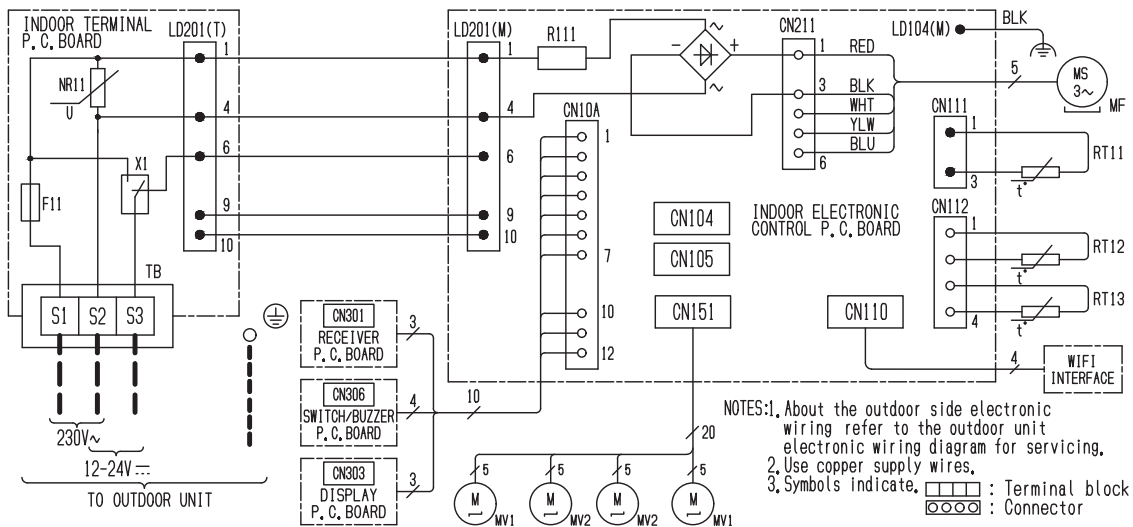 INDOOR TERMINAL
P.C.BOARD
LD201(T)
1
NR11
U
4
X1
6
F11
9
10
TB
S1
S2
S3
230V~
12-24V⎓
TO OUTDOOR UNIT
LD201(M)
1
4
6
9
10
R111
~
-
+
~
CN211
1
RED
3
BLK
WHT
YLW
BLU
6
LD104(M)
BLK
5
MS
3~
MF
CN10A
1
7
10
12
CN104
CN105
CN151
INDOOR ELECTRONIC
CONTROL P.C.BOARD
CN110
CN111
1
3
RT11
t°
CN112
1
4
RT12
t°
RT13
t°
4
WIFI
INTERFACE
CN301
RECEIVER
P.C.BOARD
3
CN306
SWITCH/BUZZER
P.C.BOARD
4
10
CN303
DISPLAY
P.C.BOARD
3
20
5
5
5
5
M
MV1
M
MV2
M
MV2
M
MV1
NOTES:1. About the outdoor side electronic
wiring refer to the outdoor unit
electronic wiring diagram for servicing.
2. Use copper supply wires.
3. Symbols indicate.
: Terminal block
: Connector